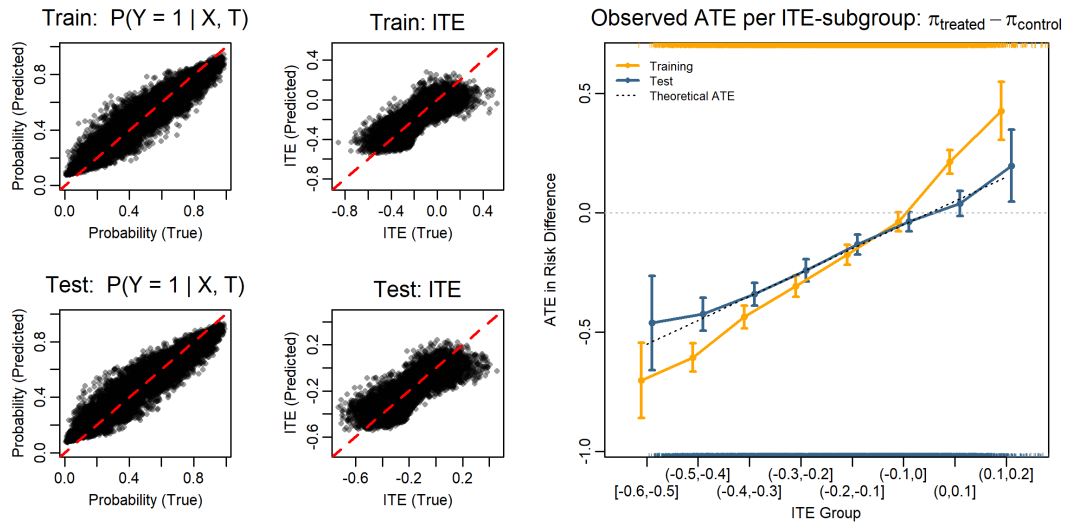 Train: P(Y = 1 | X, T)
Probability (Predicted)
0.0 0.4 0.8
0.0 0.4 0.8
Probability (True)
Train: ITE
ITE (Predicted)
-0.8 -0.4 0.0
-0.8 -0.4 0.0 0.4
ITE (True)
Test: P(Y = 1 | X, T)
Probability (Predicted)
0.0 0.4 0.8
0.0 0.4 0.8
Probability (True)
Test: ITE
ITE (Predicted)
-0.6 -0.2 0.2
-0.6 -0.2 0.2
ITE (True)
Observed ATE per ITE-subgroup: πtreated − πcontrol
Training
Test
Theoretical ATE
ATE in Risk Difference
-1.0 -0.5 0.0 0.5
(-0.5,-0.4] (-0.3,-0.2] (-0.1,0] (0.1,0.2]
[-0.6,-0.5] (-0.4,-0.3] (-0.2,-0.1] (0,0.1]
ITE Group